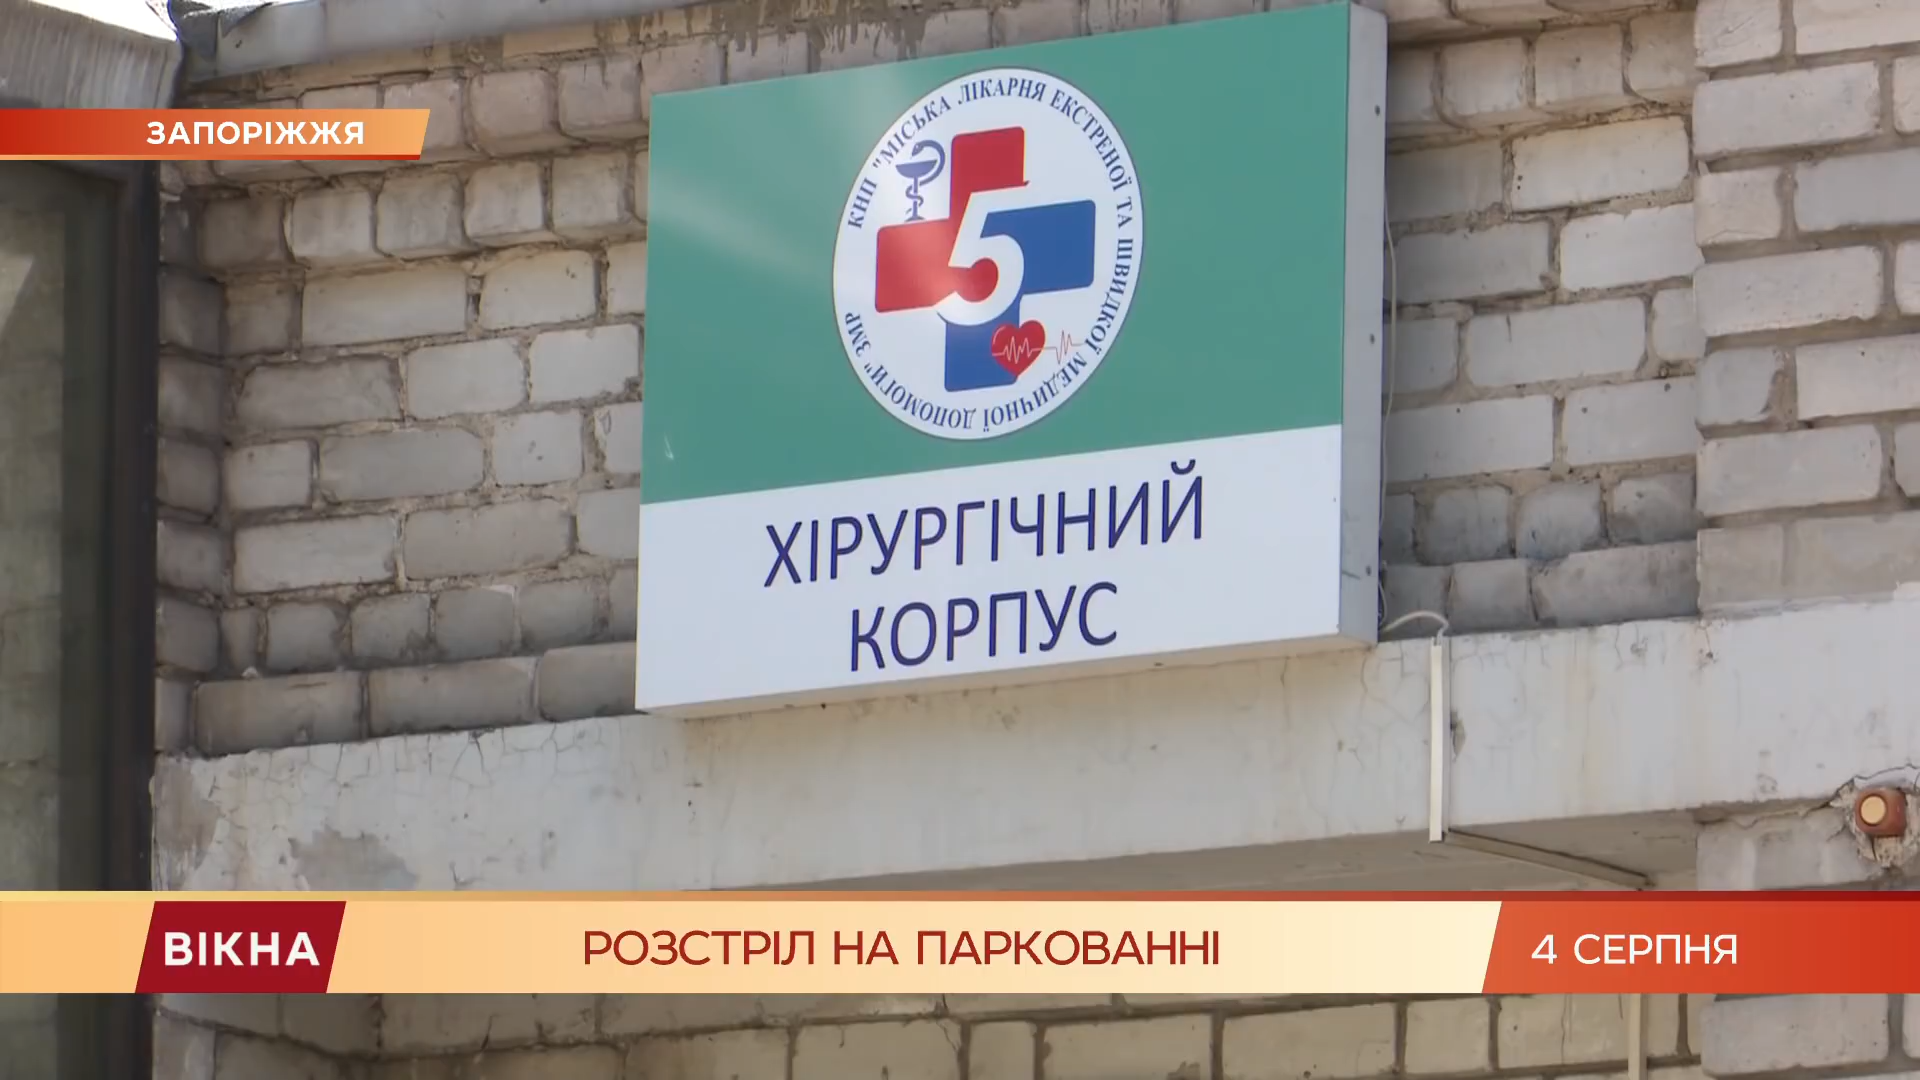 ЗАПОРІЖЖЯ
КНП "МІСЬКА ЛІКАРНЯ ЕКСТРЕНОЇ ТА ШВИДКОЇ МЕДИЧНОЇ ДОПОМОГИ" ЗМР
5
ХІРУРГІЧНИЙ
КОРПУС
ВІКНА
РОЗСТРІЛ НА ПАРКОВАННІ
4 СЕРПНЯ